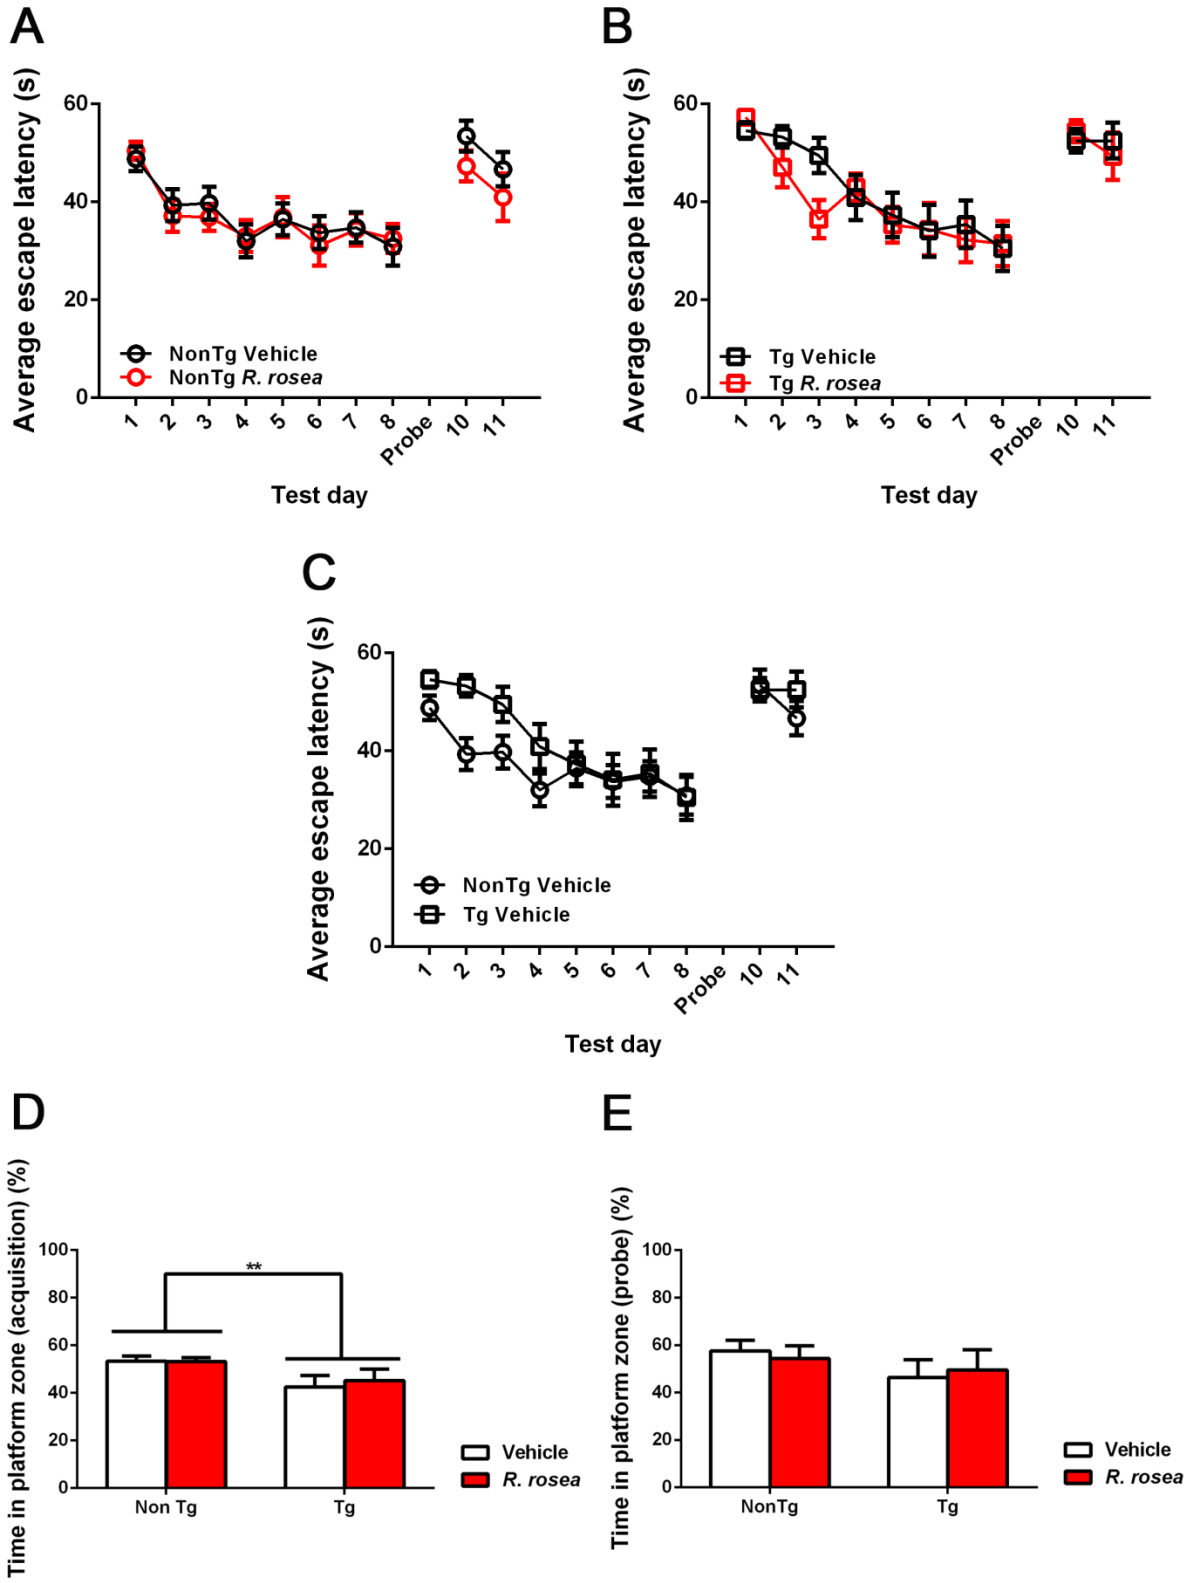 A
Average escape latency (s)
60
40
20
0
NonTg Vehicle
NonTg R. rosea
1 2 3 4 5 6 7 8 Probe 10 11
Test day
B
Average escape latency (s)
60
40
20
0
Tg Vehicle
Tg R. rosea
1 2 3 4 5 6 7 8 Probe 10 11
Test day
C
Average escape latency (s)
60
40
20
0
NonTg Vehicle
Tg Vehicle
1 2 3 4 5 6 7 8 Probe 10 11
Test day
D
Time in platform zone (acquisition) (%)
100
80
60
40
20
0
**
Non Tg Tg
Vehicle
R. rosea
E
Time in platform zone (probe) (%)
100
80
60
40
20
0
NonTg Tg
Vehicle
R. rosea